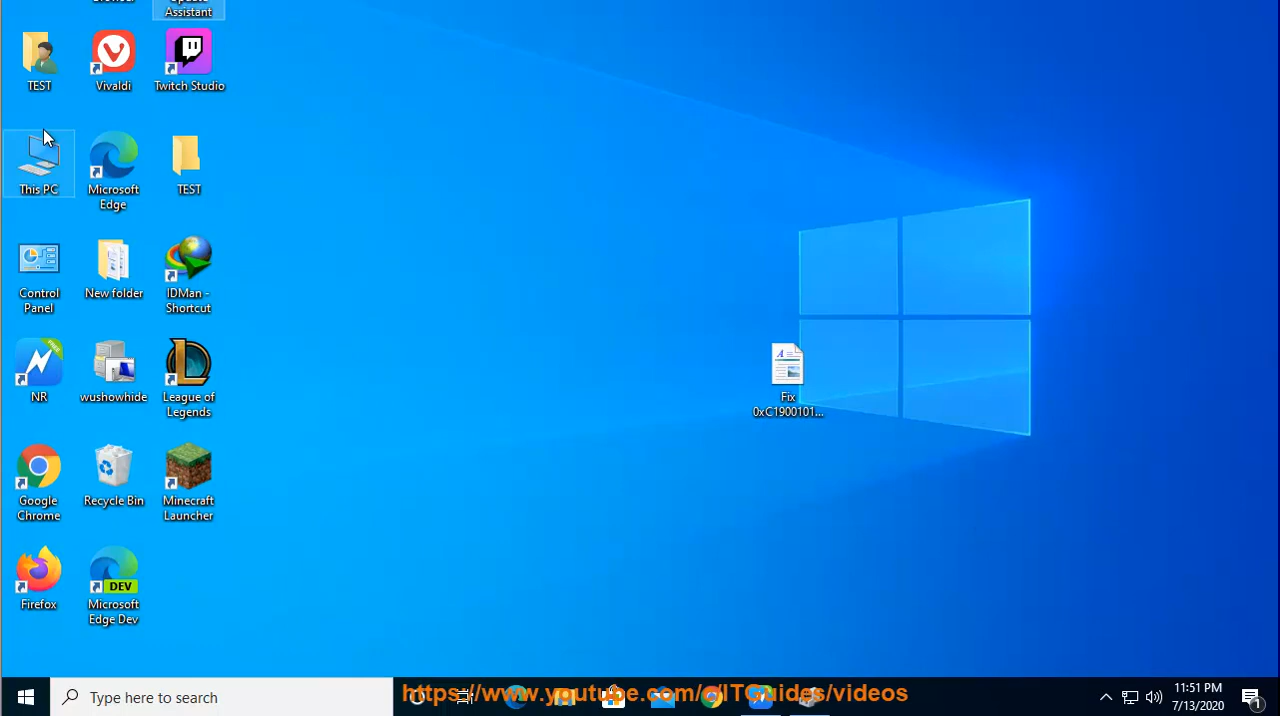 Update
Assistant
TEST
Vivaldi
Twitch Studio
This PC
Microsoft
Edge
TEST
Control
Panel
New folder
IDMan -
Shortcut
NR
wushowhide
League of
Legends
Google
Chrome
Recycle Bin
Minecraft
Launcher
Firefox
DEV
Microsoft
Edge Dev
Fix
0xC1900101...
Type here to search
https://www.youtube.com/@ITGuides/videos
11:51 PM
7/13/2020
1